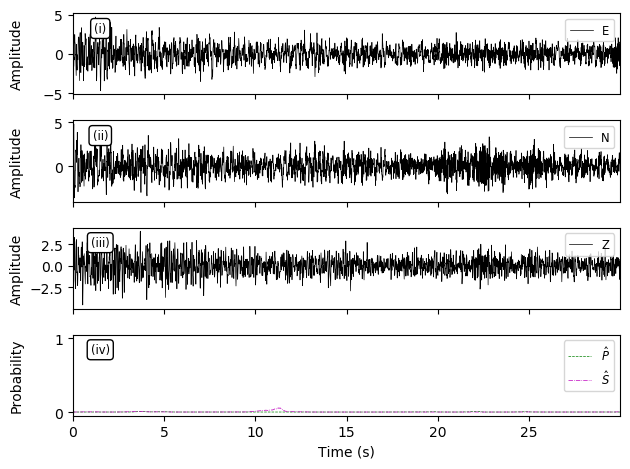 Amplitude
5
0
−5
(i)
E
Amplitude
5
0
(ii)
N
Amplitude
2.5
0.0
−2.5
(iii)
Z
Probability
1
0
(iv)
P̂
Ŝ
0 5 10 15 20 25
Time (s)